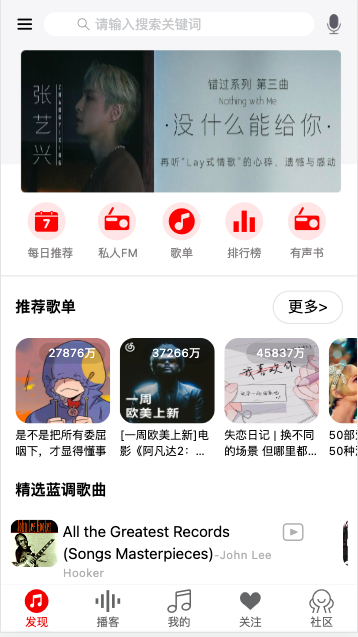 请输入搜索关键词
张艺兴
ZHANGYIXING
错过系列 第三曲
Nothing with Me
·没什么能给你·
再听“Lay式情歌”的心碎、遗憾与感动
7
每日推荐 私人FM 歌单 排行榜 有声书
推荐歌单 更多>
27876万 37266万 45837万
一周
欧美上新
我喜欢你
是不是把所有委屈 [一周欧美上新]电 失恋日记 | 换不同 50部
咽下，才显得懂事 影《阿凡达2：... 的场景 但哪里都... 50种
精选蓝调歌曲
John Lee Hooker
All the Greatest Records
(Songs Masterpieces)-John Lee
Hooker
发现 播客 我的 关注 社区